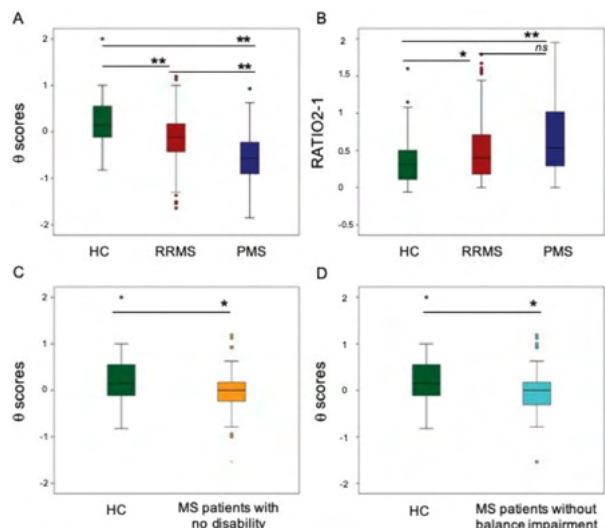 A
B
2
1
0
-1
-2
θ scores
**
**
**
HC
RRMS
PMS
2
1.5
1
0.5
0
-0.5
RATIO2-1
**
*
ns
HC
RRMS
PMS
C
D
2
1
0
-1
-2
θ scores
*
HC
MS patients with
no disability
2
1
0
-1
-2
θ scores
*
HC
MS patients without
balance impairment